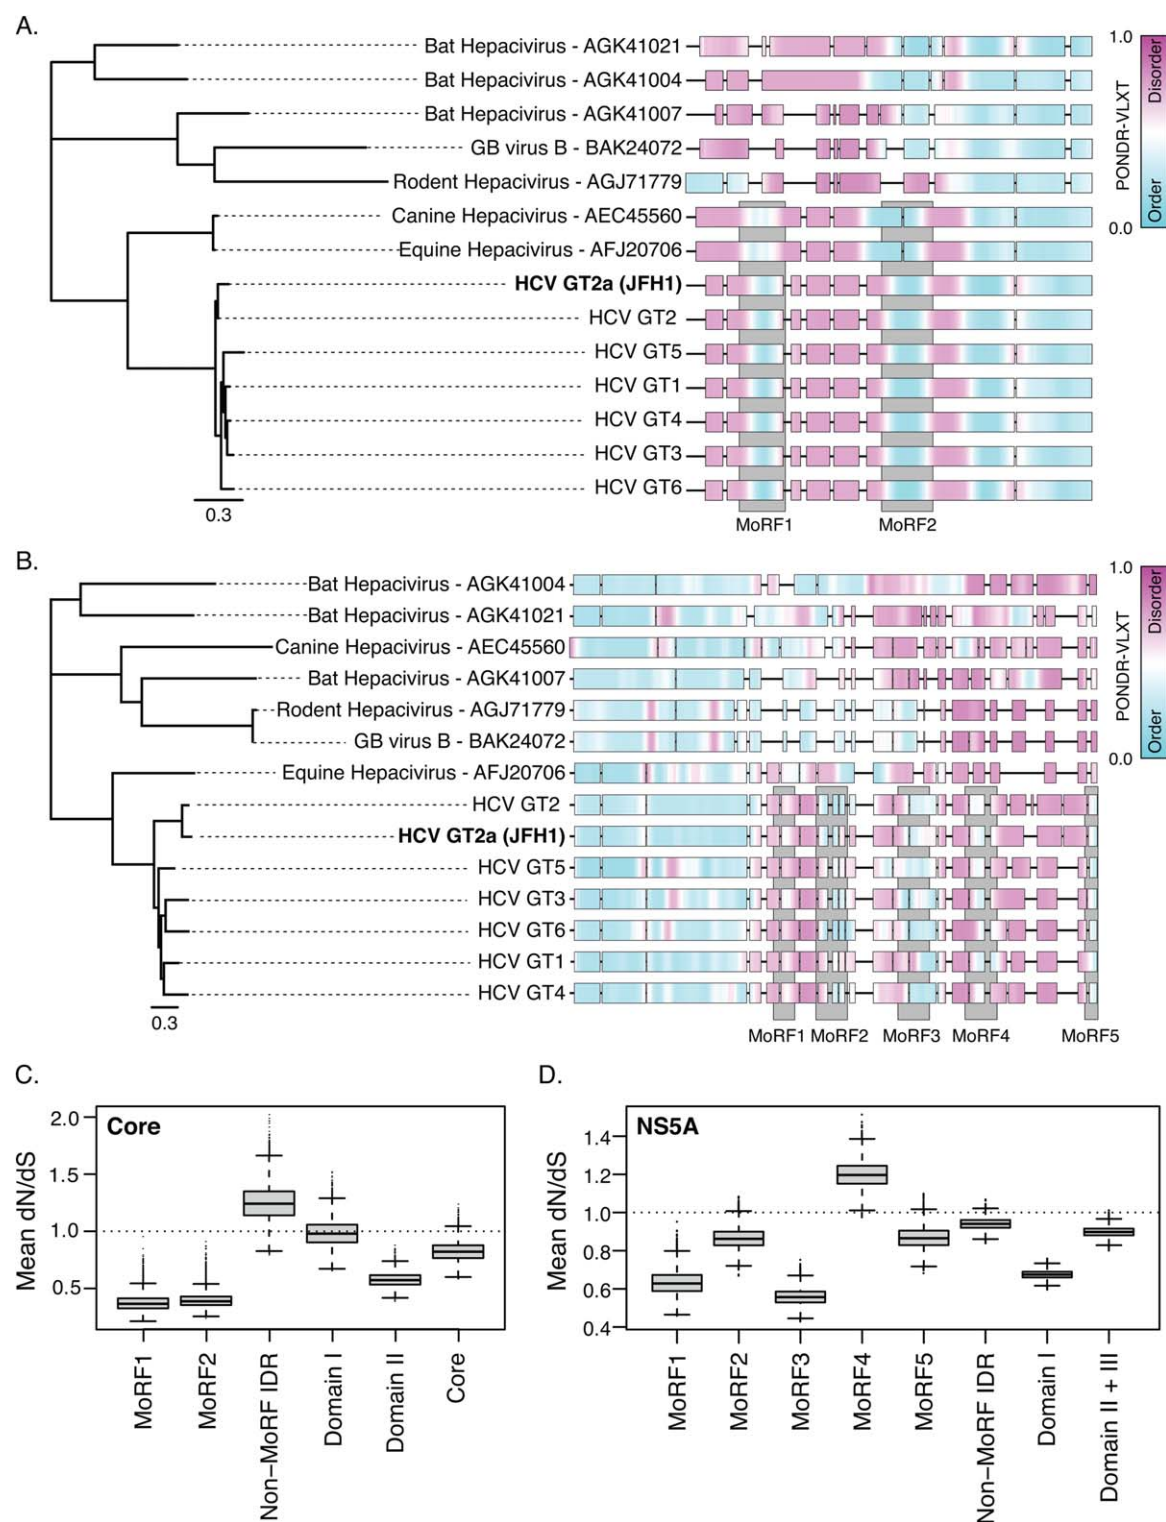 A.
Bat Hepacivirus - AGK41021
Bat Hepacivirus - AGK41004
Bat Hepacivirus - AGK41007
GB virus B - BAK24072
Rodent Hepacivirus - AGJ71779
Canine Hepacivirus - AEC45560
Equine Hepacivirus - AFJ20706
HCV GT2a (JFH1)
HCV GT2
HCV GT5
HCV GT1
HCV GT4
HCV GT3
HCV GT6
0.3
MoRF1 MoRF2
1.0
Disorder
PONDR-VLXT
Order
0.0
B.
Bat Hepacivirus - AGK41004
Bat Hepacivirus - AGK41021
Canine Hepacivirus - AEC45560
Bat Hepacivirus - AGK41007
Rodent Hepacivirus - AGJ71779
GB virus B - BAK24072
Equine Hepacivirus - AFJ20706
HCV GT2
HCV GT2a (JFH1)
HCV GT5
HCV GT3
HCV GT6
HCV GT1
HCV GT4
0.3
MoRF1 MoRF2 MoRF3 MoRF4 MoRF5
1.0
Disorder
PONDR-VLXT
Order
0.0
C.
Core
Mean dN/dS
2.0
1.5
1.0
0.5
MoRF1
MoRF2
Non-MoRF IDR
Domain I
Domain II
Core
D.
NS5A
Mean dN/dS
1.4
1.2
1.0
0.8
0.6
0.4
MoRF1
MoRF2
MoRF3
MoRF4
MoRF5
Non-MoRF IDR
Domain I
Domain II + III